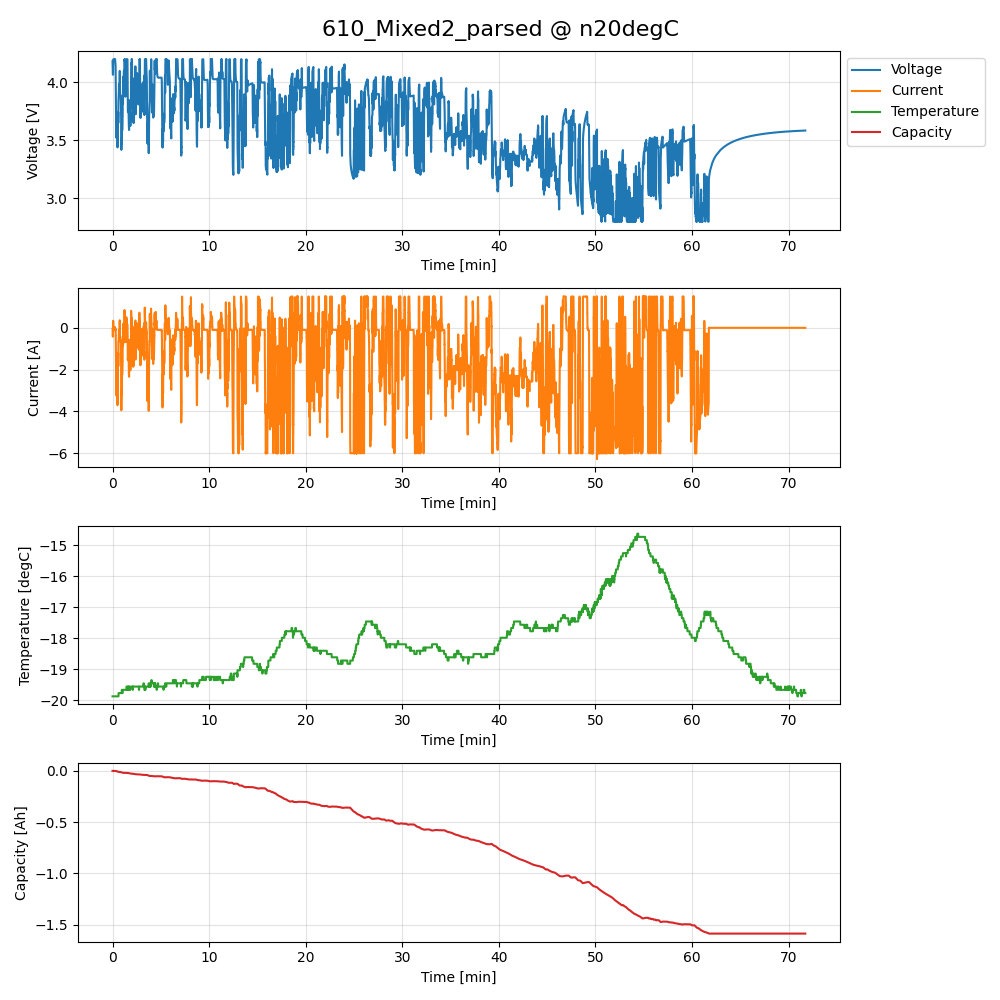 610_Mixed2_parsed @ n20degC
Voltage
Current
Temperature
Capacity
Voltage [V]
4.0
3.5
3.0
0 10 20 30 40 50 60 70
Time [min]
Current [A]
0
−2
−4
−6
0 10 20 30 40 50 60 70
Time [min]
Temperature [degC]
−15
−16
−17
−18
−19
−20
0 10 20 30 40 50 60 70
Time [min]
Capacity [Ah]
0.0
−0.5
−1.0
−1.5
0 10 20 30 40 50 60 70
Time [min]